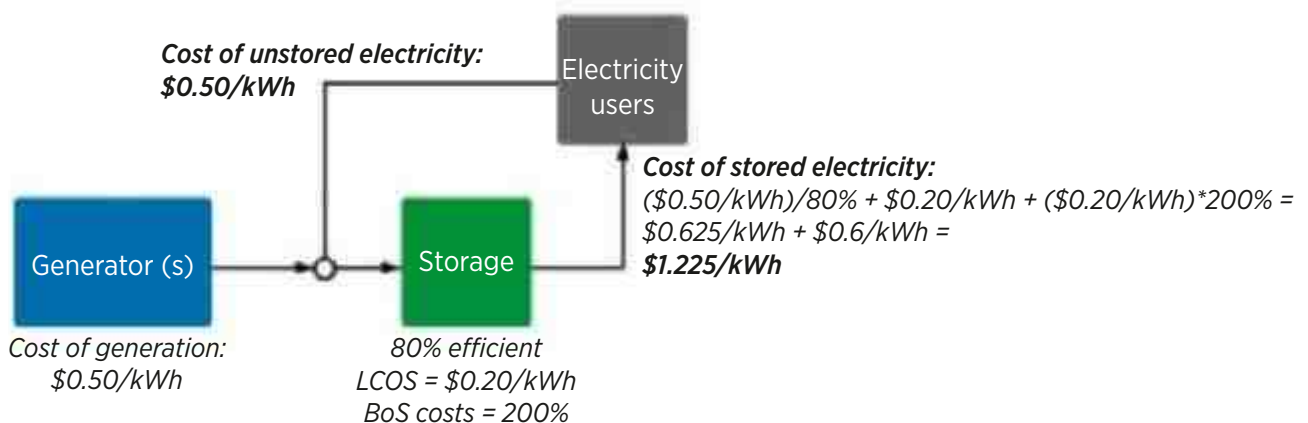 Cost of unstored electricity:
$0.50/kWh
Electricity
users
Cost of stored electricity:
($0.50/kWh)/80% + $0.20/kWh + ($0.20/kWh)*200% =
$0.625/kWh + $0.6/kWh =
$1.225/kWh
Generator (s)
Storage
Cost of generation:
$0.50/kWh
80% efficient
LCOS = $0.20/kWh
BoS costs = 200%